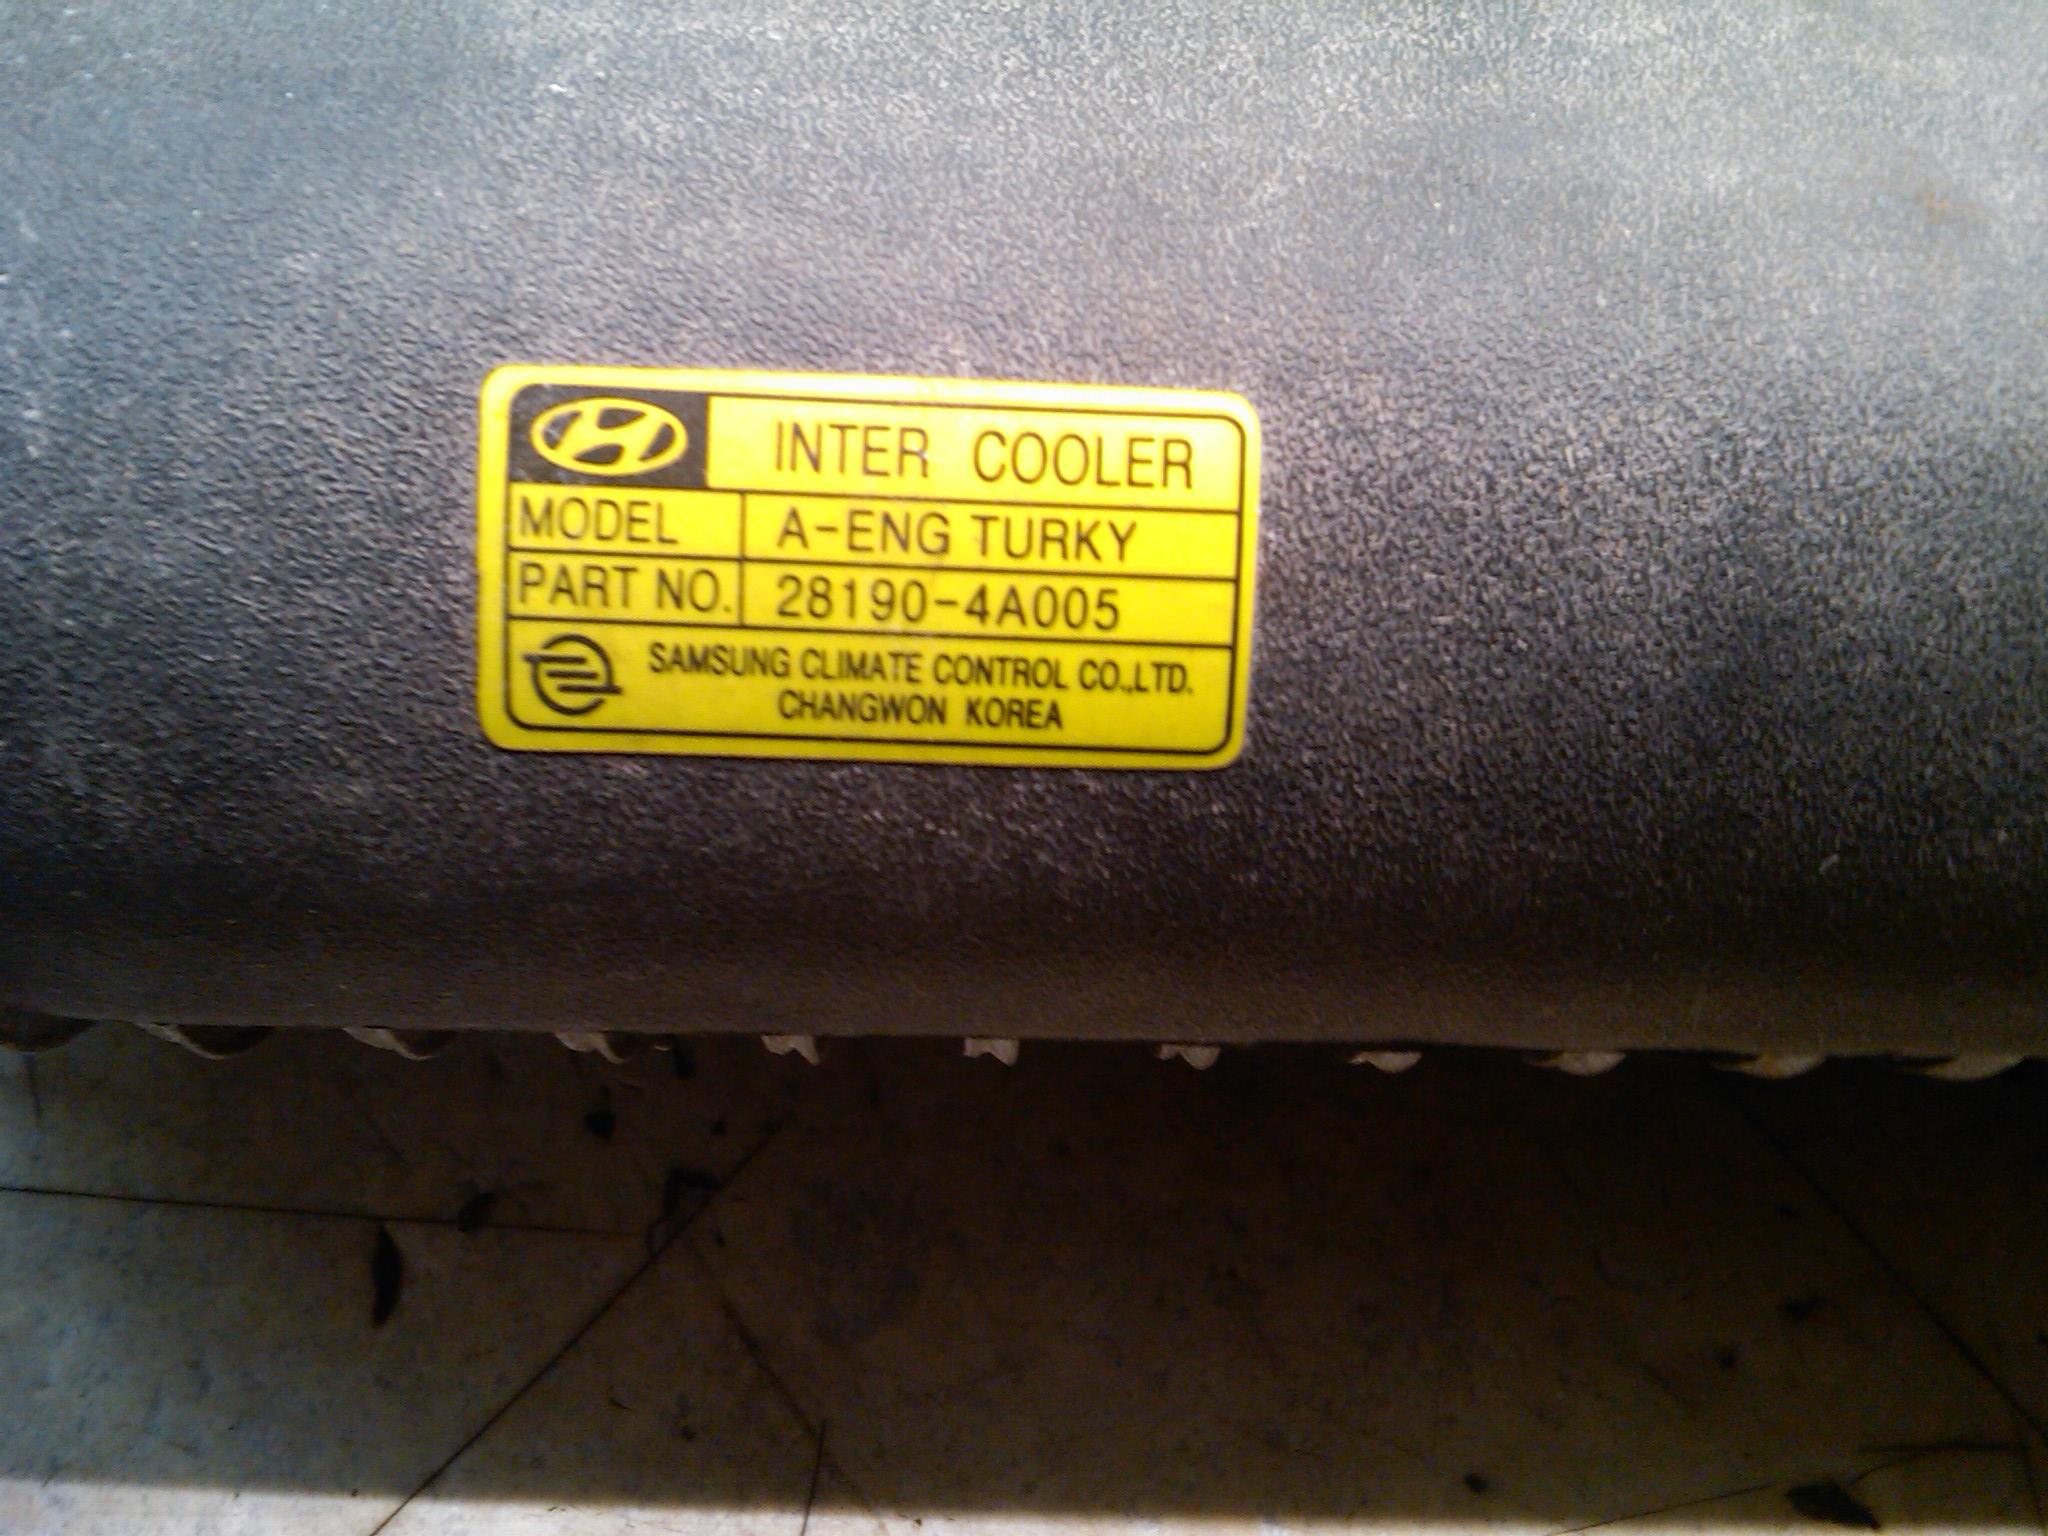 INTER COOLER
MODEL A-ENG TURKY
PART NO. 28190-4A005
SAMSUNG CLIMATE CONTROL CO.,LTD.
CHANGWON KOREA